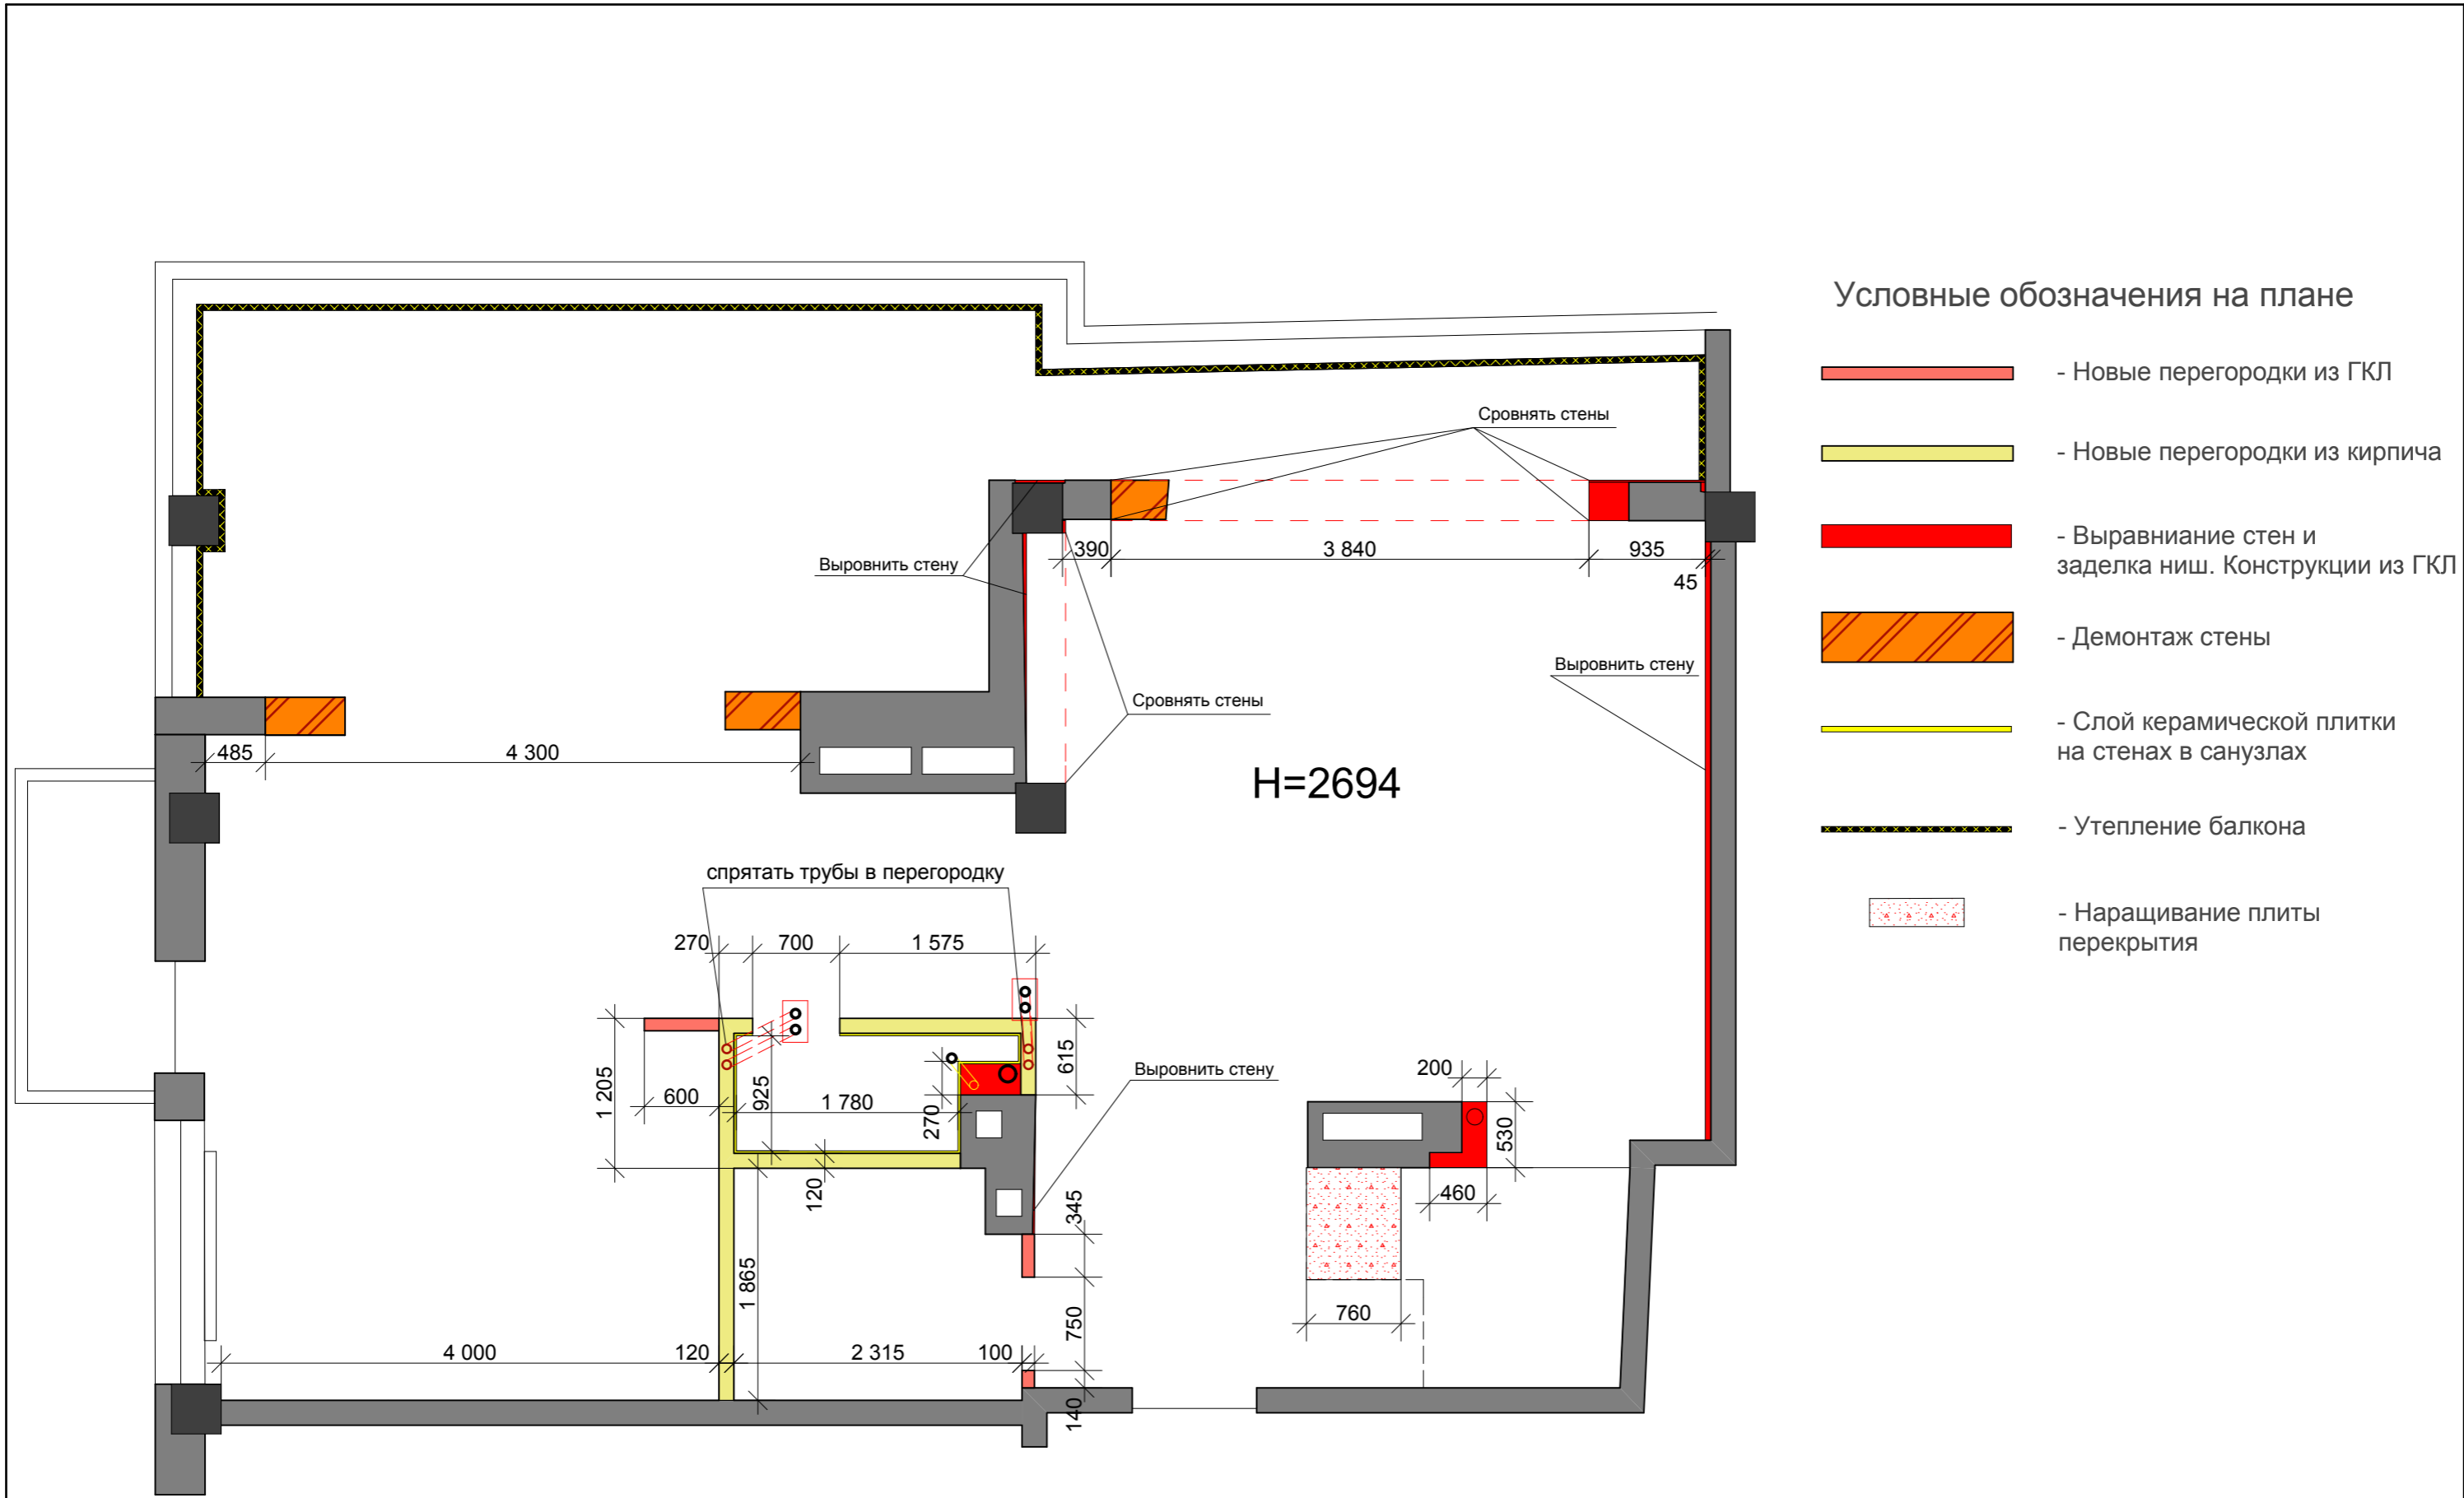 Условные обозначения на плане
- Новые перегородки из ГКЛ
Сровнять стены
- Новые перегородки из кирпича
- Выравниание стен и
заделка ниш. Конструкции из ГКЛ
390
3 840
935
Выровнить стену
45
- Демонтаж стены
Выровнить стену
Сровнять стены
- Слой керамической плитки
на стенах в санузлах
485
4 300
H=2694
- Утепление балкона
спрятать трубы в перегородку
- Наращивание плиты
перекрытия
270
700
1 575
615
Выровнить стену
200
1 205
600
925
1 780
270
530
120
460
345
1 865
750
760
4 000
120
2 315
100
140